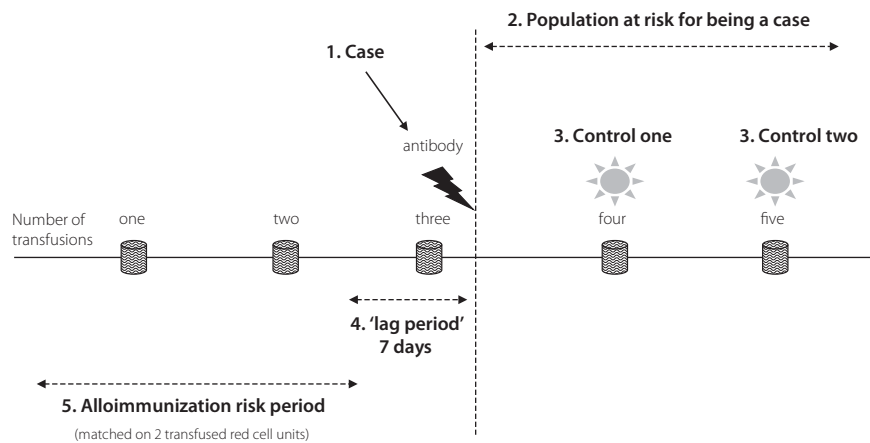 2. Population at risk for being a case
1. Case
antibody
3. Control one
3. Control two
Number of
transfusions
one
two
three
four
five
4. ‘lag period’
7 days
5. Alloimmunization risk period
(matched on 2 transfused red cell units)